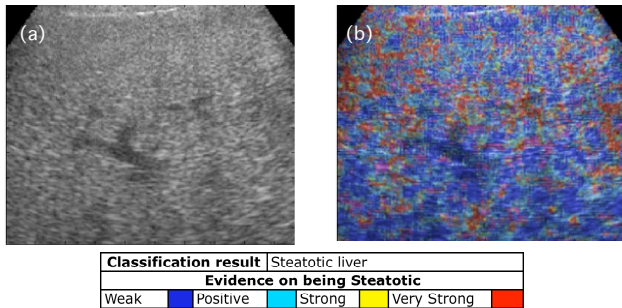 (a)
(b)
Classification result Steatotic liver
Evidence on being Steatotic
Weak Positive Strong Very Strong